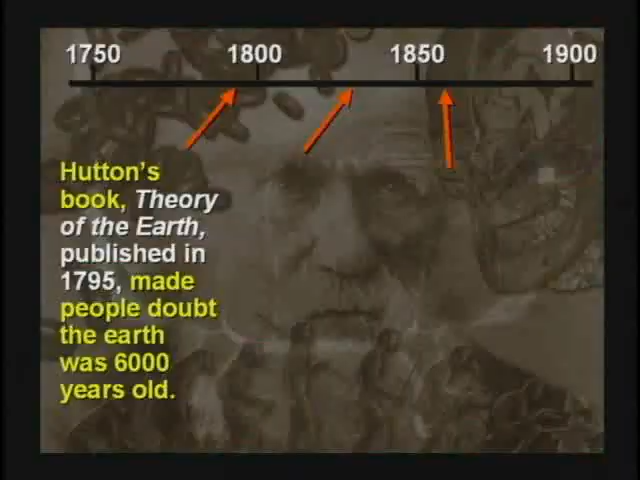 1750 1800 1850 1900
Hutton's
book, Theory
of the Earth,
published in
1795, made
people doubt
the earth
was 6000
years old.